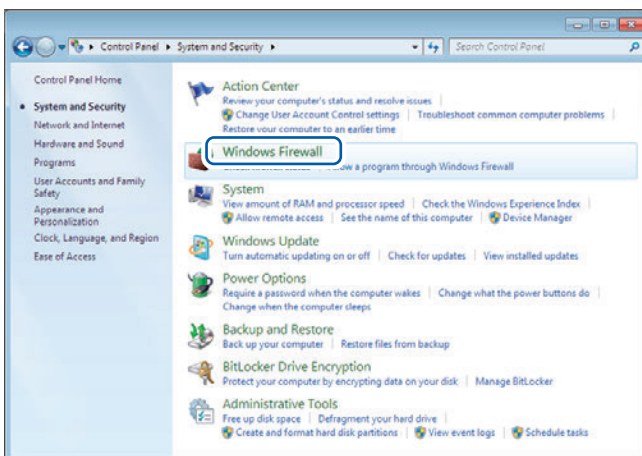 Control Panel ▸ System and Security ▸
Search Control Panel
Control Panel Home
System and Security
Network and Internet
Hardware and Sound
Programs
User Accounts and Family
Safety
Appearance and
Personalization
Clock, Language, and Region
Ease of Access
Action Center
Review your computer's status and resolve issues
Change User Account Control settings | Troubleshoot common computer problems
Restore your computer to an earlier time
Windows Firewall
a program through Windows Firewall
System
View amount of RAM and processor speed | Check the Windows Experience Index
Allow remote access | See the name of this computer | Device Manager
Windows Update
Turn automatic updating on or off | Check for updates | View installed updates
Power Options
Require a password when the computer wakes | Change what the power buttons do
Change when the computer sleeps
Backup and Restore
Back up your computer | Restore files from backup
BitLocker Drive Encryption
Protect your computer by encrypting data on your disk | Manage BitLocker
Administrative Tools
Free up disk space | Defragment your hard drive
Create and format hard disk partitions | View event logs | Schedule tasks